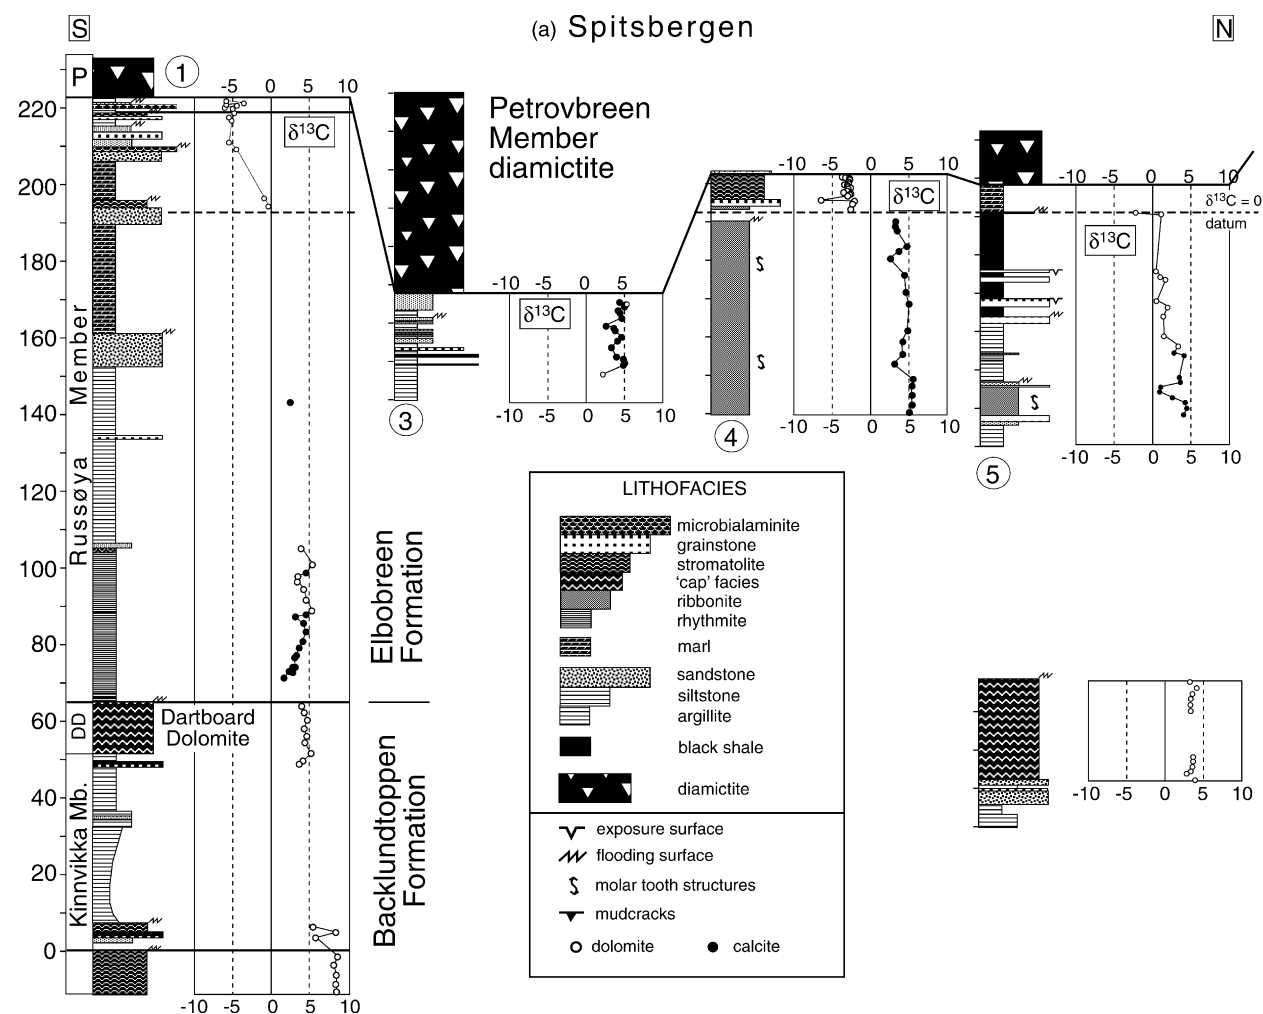 S
(a) Spitsbergen
N
P
1
-5 0 5 10
δ13C
Petrovbreen
Member
diamictite
-10 -5 0 5 10
δ13C
-10 -5 0 5 10
δ13C = 0
datum
δ13C
220
200
180
160
140
120
100
80
60
40
20
0
Russøya Member
DD
Kinnvikka Mb.
Dartboard
Dolomite
Elbobreen
Formation
Backlundtoppen
Formation
-10 -5 0 5 10
-10 -5 0 5 10
δ13C
-10 -5 0 5 10
3
-10 -5 0 5 10
4
-10 -5 0 5 10
5
LITHOFACIES
microbialaminite
grainstone
stromatolite
‘cap’ facies
ribbonite
rhythmite
marl
sandstone
siltstone
argillite
black shale
diamictite
exposure surface
flooding surface
molar tooth structures
mudcracks
dolomite calcite
-10 -5 0 5 10